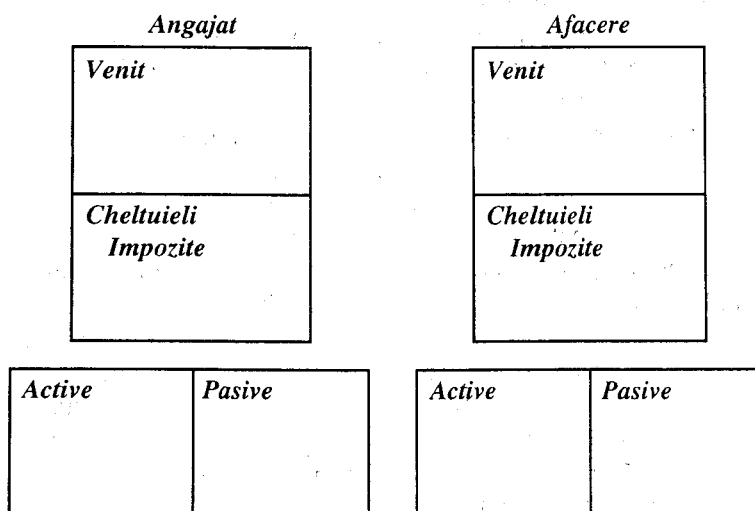 Angajat
Venit
Cheltuieli
Impozite
Active Pasive
Afacere
Venit
Cheltuieli
Impozite
Active Pasive